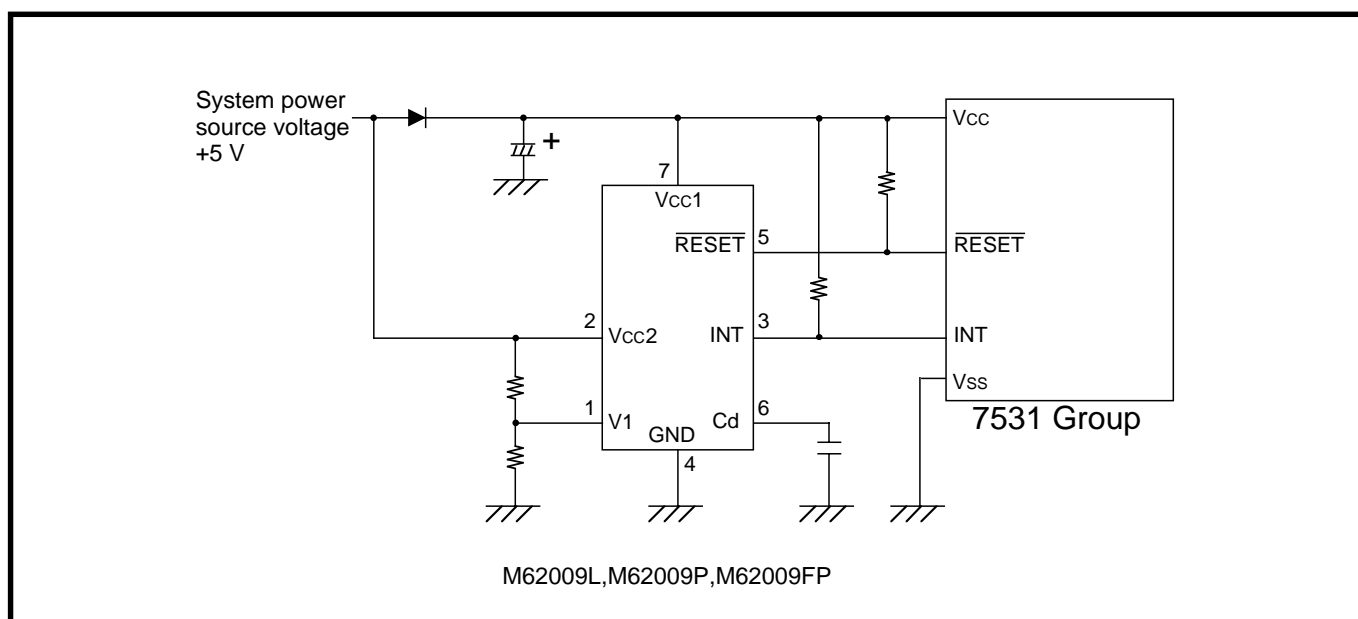 System power
source voltage
+5 V
+
VCC
7
VCC1
RESET
5
RESET
2
VCC2
INT
3
INT
VSS
1
V1
Cd
6
GND
4
7531 Group
M62009L,M62009P,M62009FP